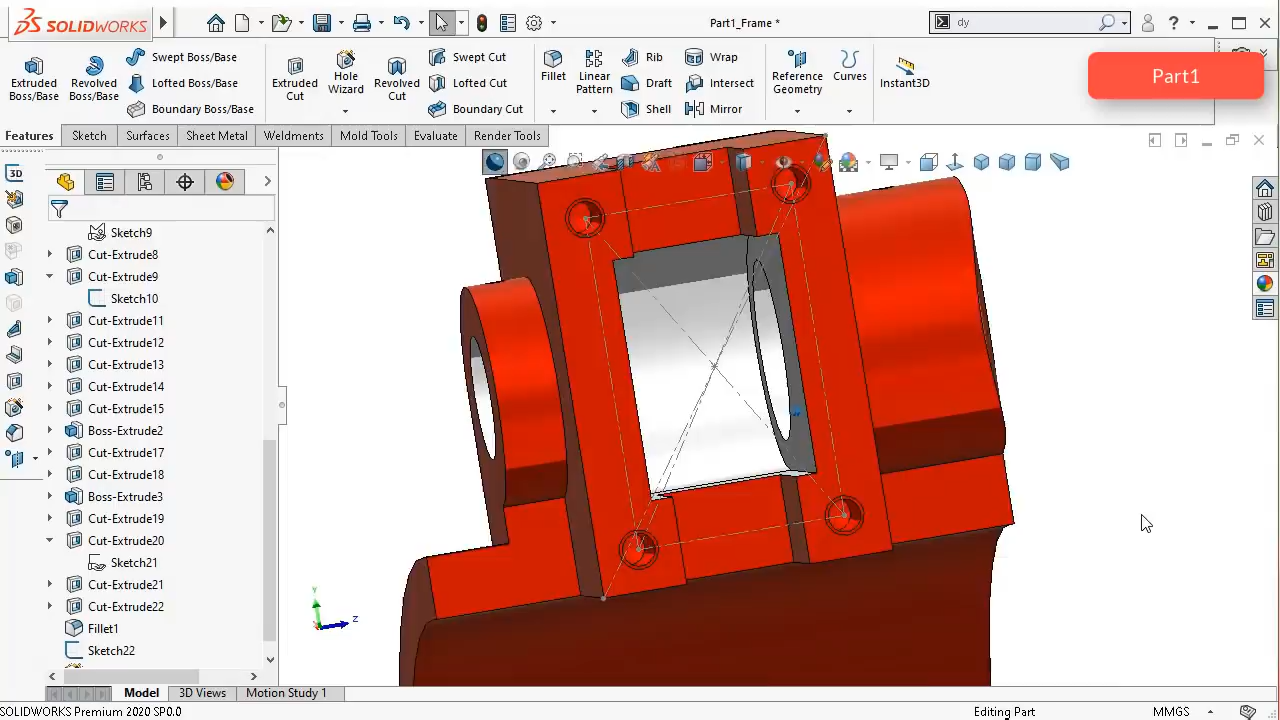 SOLIDWORKS
Part1_Frame *
dy
?
Extruded
Boss/Base
Revolved
Boss/Base
Swept Boss/Base
Lofted Boss/Base
Boundary Boss/Base
Extruded
Cut
Hole
Wizard
Revolved
Cut
Swept Cut
Lofted Cut
Boundary Cut
Fillet
Linear
Pattern
Rib
Draft
Shell
Wrap
Intersect
Mirror
Reference
Geometry
Curves
Instant3D
Part1
Features
Sketch
Surfaces
Sheet Metal
Weldments
Mold Tools
Evaluate
Render Tools
3D
Sketch9
Cut-Extrude8
Cut-Extrude9
Sketch10
Cut-Extrude11
Cut-Extrude12
Cut-Extrude13
Cut-Extrude14
Cut-Extrude15
Boss-Extrude2
Cut-Extrude17
Cut-Extrude18
Boss-Extrude3
Cut-Extrude19
Cut-Extrude20
Sketch21
Cut-Extrude21
Cut-Extrude22
Fillet1
Sketch22
Y
Z
Model
3D Views
Motion Study 1
SOLIDWORKS Premium 2020 SP0.0
Editing Part
MMGS